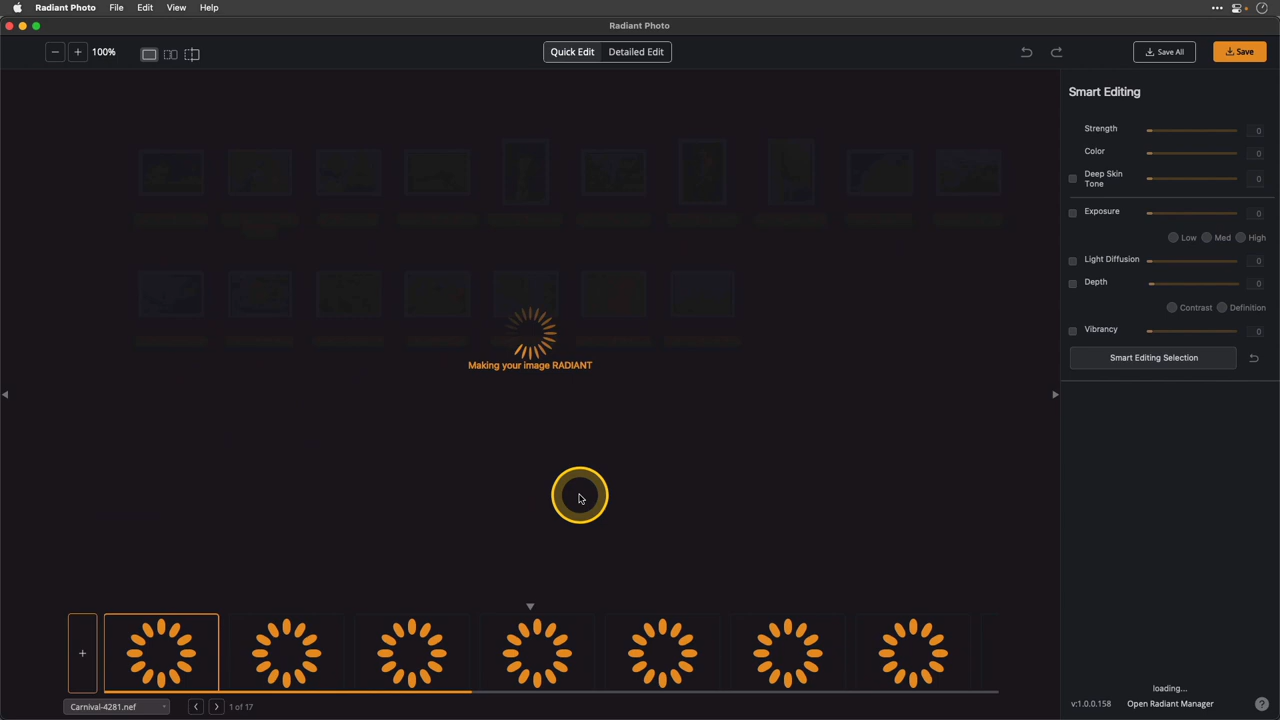 Radiant Photo File Edit View Help
Radiant Photo
100%
Quick Edit Detailed Edit
Save All
Save
Smart Editing
Strength 0
Color 0
Deep Skin
Tone 0
Exposure 0
Low Med High
Light Diffusion 0
Depth 0
Contrast Definition
Vibrancy 0
Smart Editing Selection
Making your image RADIANT
+
loading...
Carnival-4281.nef
1 of 17
v:1.0.0.158 Open Radiant Manager
?